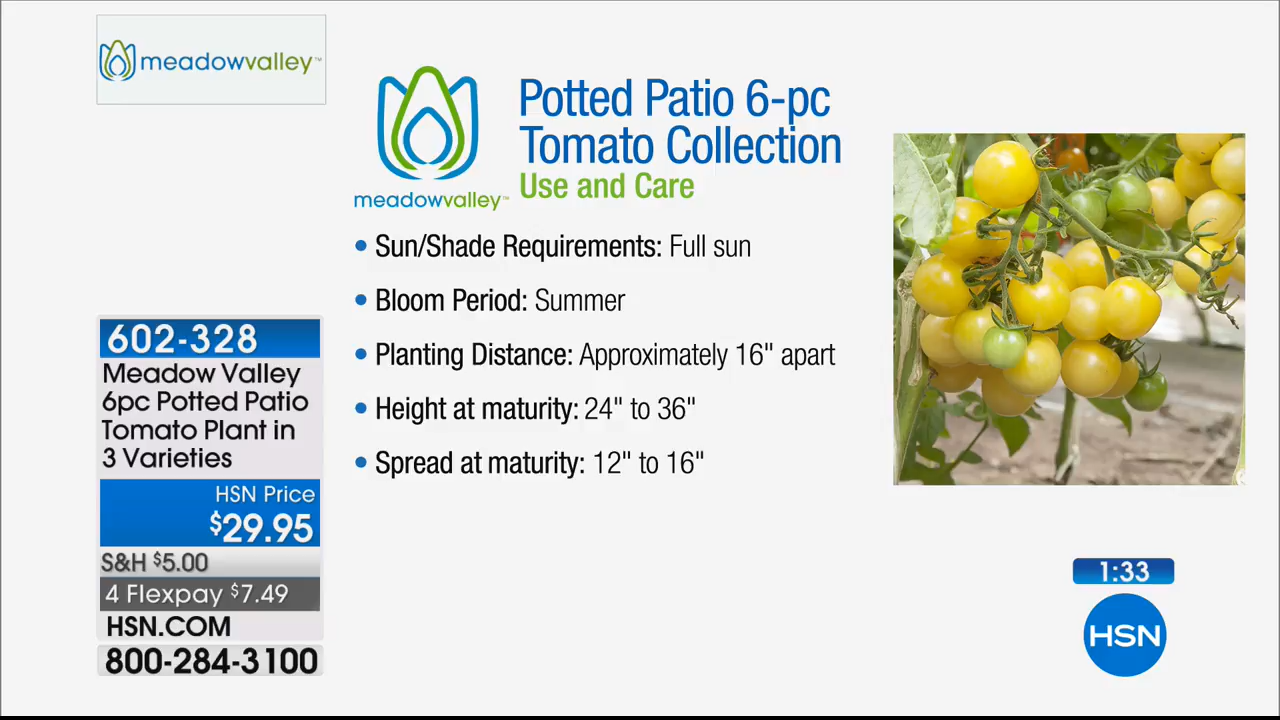 meadowvalley™
meadowvalley™
Potted Patio 6-pc
Tomato Collection
Use and Care
• Sun/Shade Requirements: Full sun
• Bloom Period: Summer
• Planting Distance: Approximately 16" apart
• Height at maturity: 24" to 36"
• Spread at maturity: 12" to 16"
602-328
Meadow Valley
6pc Potted Patio
Tomato Plant in
3 Varieties
HSN Price
$29.95
S&H $5.00
4 Flexpay $7.49
HSN.COM
800-284-3100
1:33
HSN